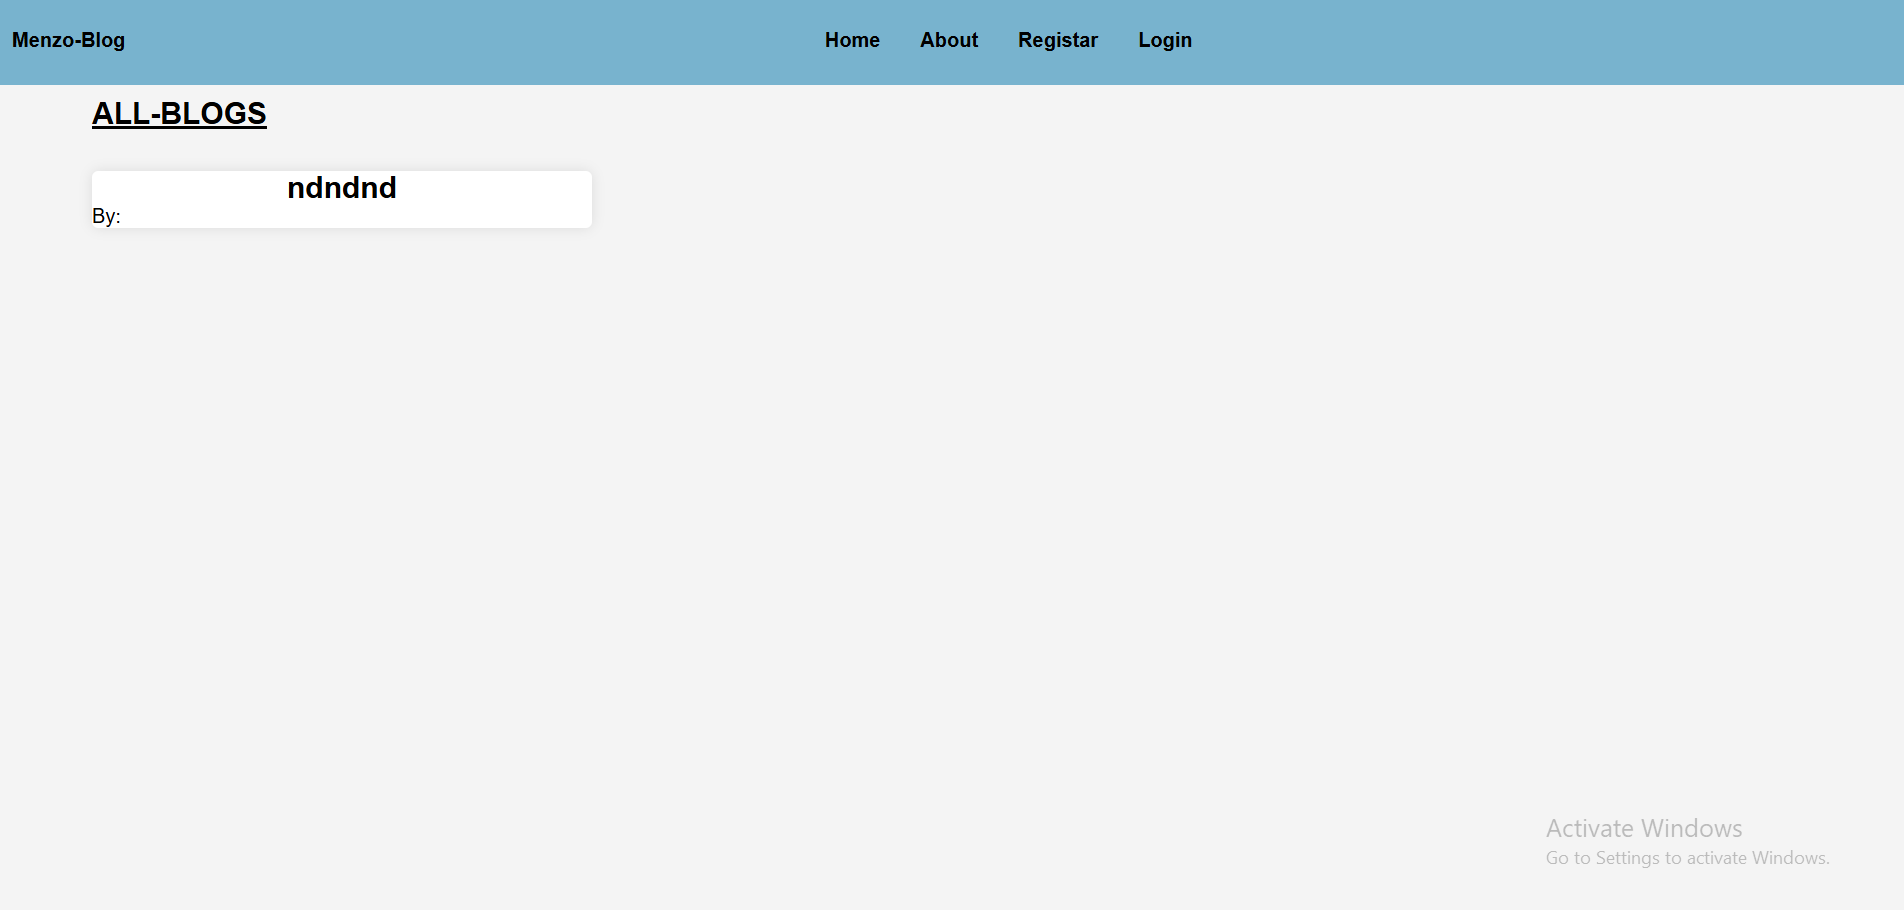 Menzo-Blog Home About Registar Login
ALL-BLOGS
ndndnd
By:
Activate Windows
Go to Settings to activate Windows.